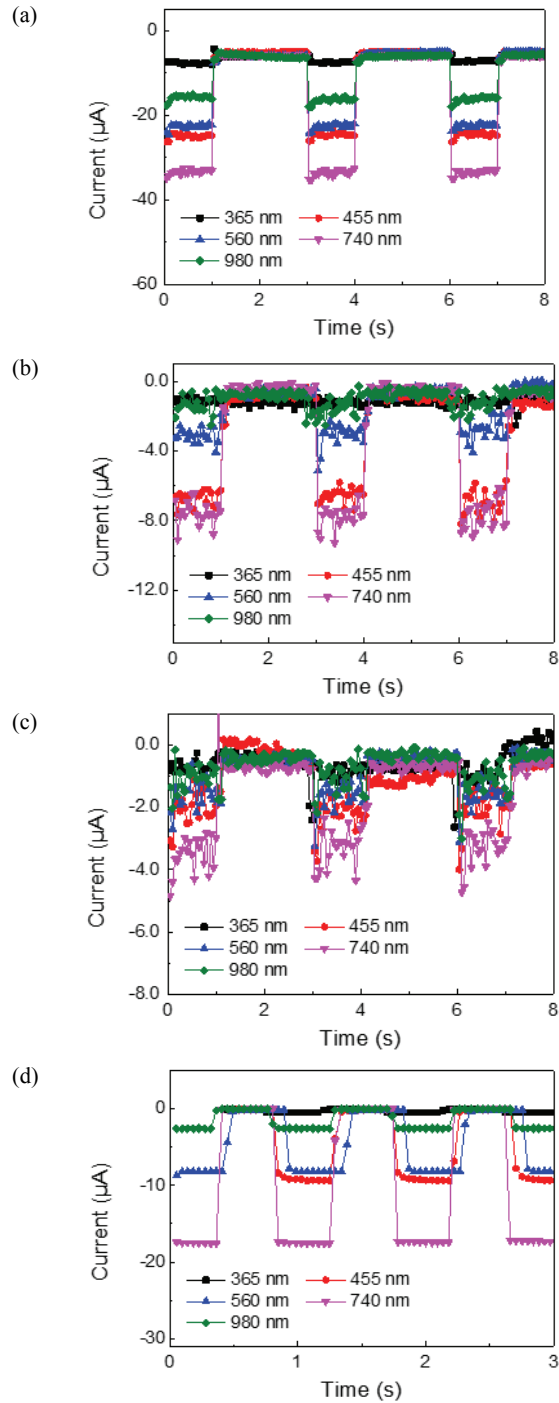 (a)
0
-20
-40
-60
Current (µA)
365 nm 455 nm
560 nm 740 nm
980 nm
0 2 4 6 8
Time (s)
(b)
0.0
-4.0
-8.0
-12.0
Current (µA)
365 nm 455 nm
560 nm 740 nm
980 nm
0 2 4 6 8
Time (s)
(c)
0.0
-2.0
-4.0
-6.0
-8.0
Current (µA)
365 nm 455 nm
560 nm 740 nm
980 nm
0 2 4 6 8
Time (s)
(d)
0
-10
-20
-30
Current (µA)
365 nm 455 nm
560 nm 740 nm
980 nm
0 1 2 3
Time (s)